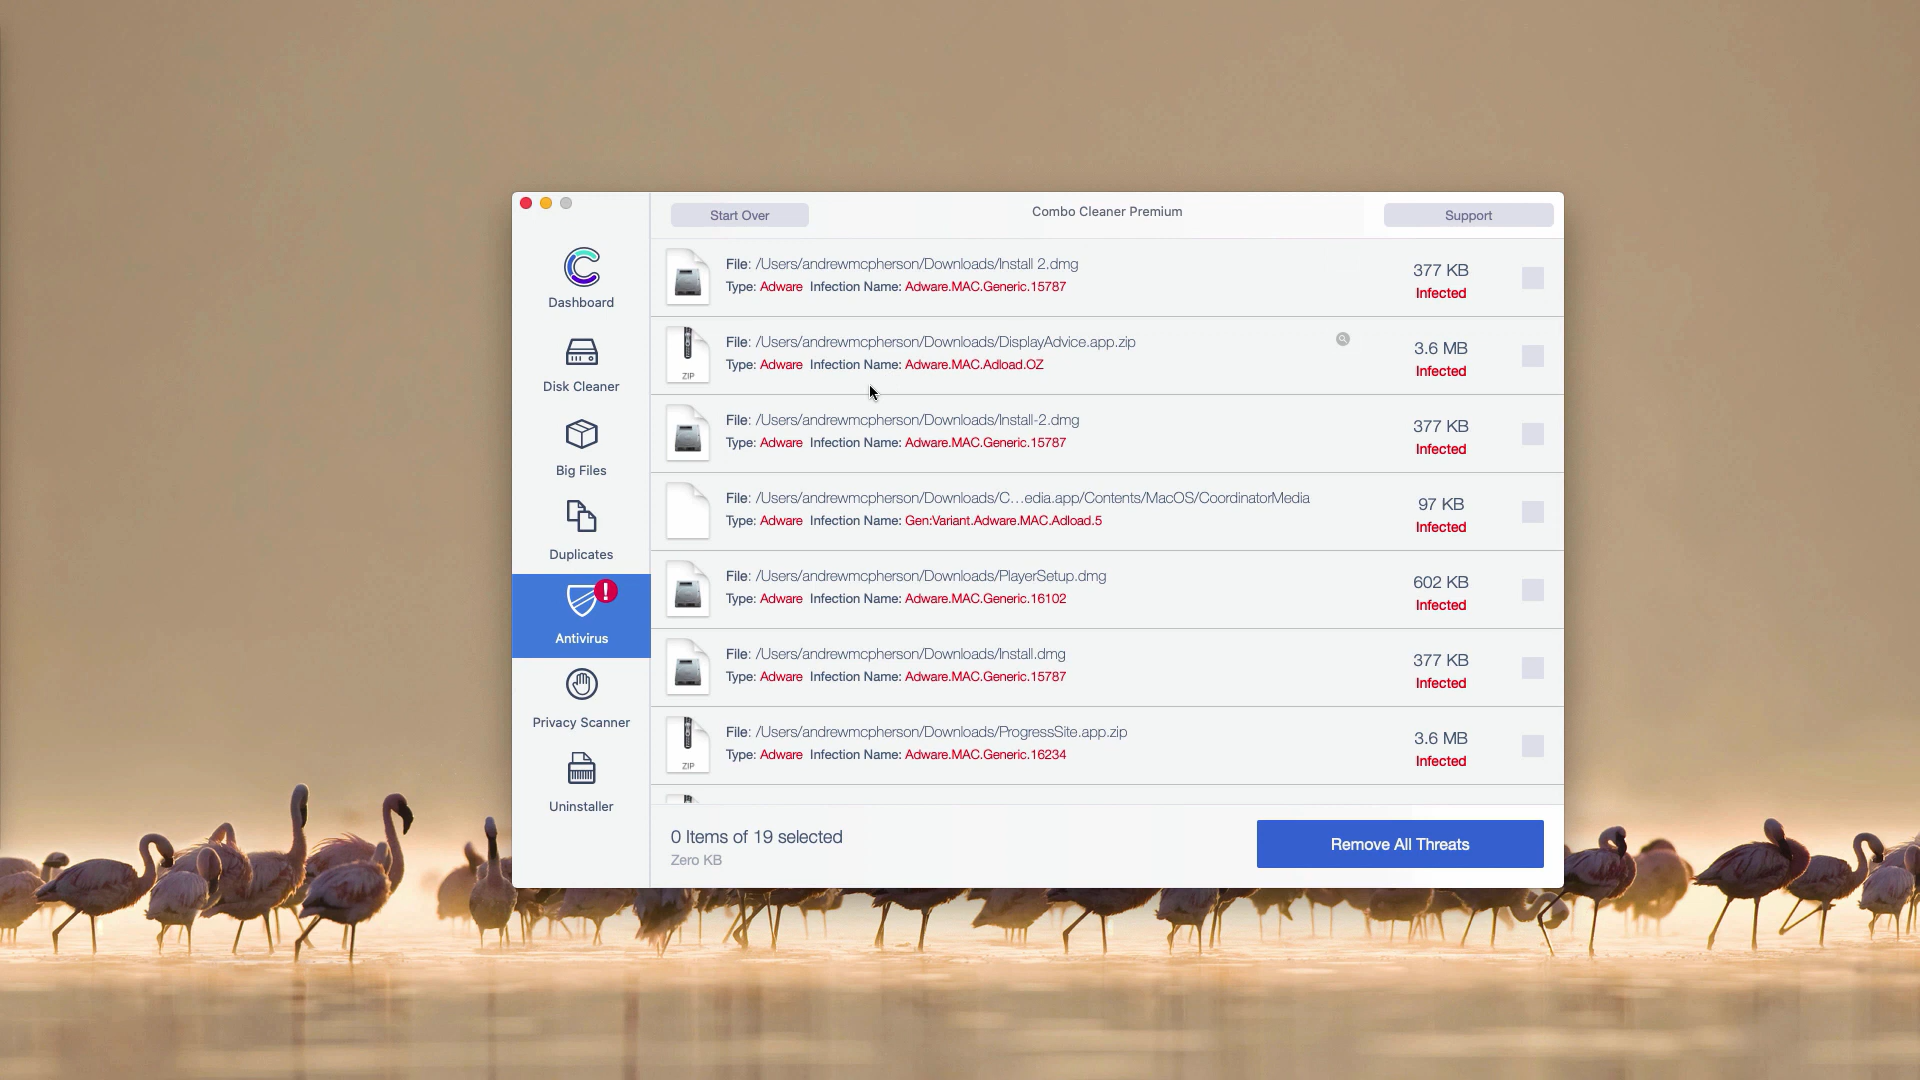 Start Over
Combo Cleaner Premium
Support
Dashboard
Disk Cleaner
Big Files
Duplicates
!
Antivirus
Privacy Scanner
Uninstaller
File: /Users/andrewmcpherson/Downloads/Install 2.dmg
Type: Adware Infection Name: Adware.MAC.Generic.15787
377 KB
Infected
ZIP
File: /Users/andrewmcpherson/Downloads/DisplayAdvice.app.zip
Type: Adware Infection Name: Adware.MAC.Adload.OZ
3.6 MB
Infected
File: /Users/andrewmcpherson/Downloads/Install-2.dmg
Type: Adware Infection Name: Adware.MAC.Generic.15787
377 KB
Infected
File: /Users/andrewmcpherson/Downloads/C...edia.app/Contents/MacOS/CoordinatorMedia
Type: Adware Infection Name: Gen:Variant.Adware.MAC.Adload.5
97 KB
Infected
File: /Users/andrewmcpherson/Downloads/PlayerSetup.dmg
Type: Adware Infection Name: Adware.MAC.Generic.16102
602 KB
Infected
File: /Users/andrewmcpherson/Downloads/Install.dmg
Type: Adware Infection Name: Adware.MAC.Generic.15787
377 KB
Infected
ZIP
File: /Users/andrewmcpherson/Downloads/ProgressSite.app.zip
Type: Adware Infection Name: Adware.MAC.Generic.16234
3.6 MB
Infected
0 Items of 19 selected
Zero KB
Remove All Threats